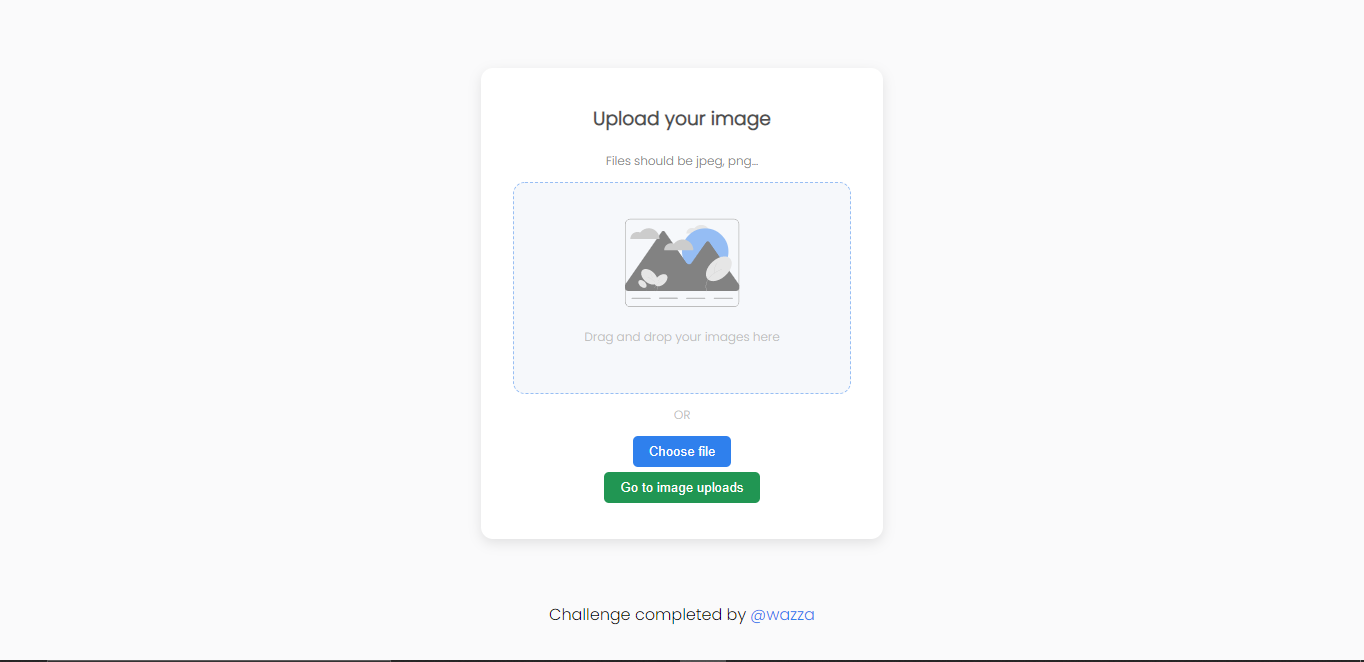 Upload your image
Files should be jpeg, png...
Drag and drop your images here
OR
Choose file
Go to image uploads
Challenge completed by @wazza